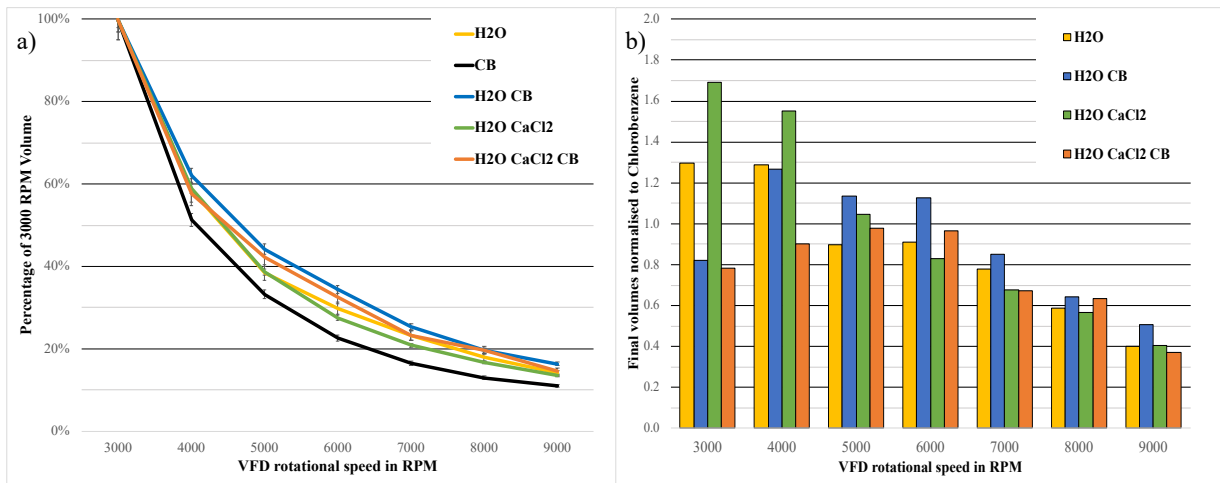 a)
Percentage of 3000 RPM Volume
100%
80%
60%
40%
20%
0%
3000 4000 5000 6000 7000 8000 9000
VFD rotational speed in RPM
H2O
CB
H2O CB
H2O CaCl2
H2O CaCl2 CB
b)
Final volumes normalised to Chlorobenzene
2.0
1.8
1.6
1.4
1.2
1.0
0.8
0.6
0.4
0.2
0.0
3000 4000 5000 6000 7000 8000 9000
VFD rotational speed in RPM
H2O
H2O CB
H2O CaCl2
H2O CaCl2 CB